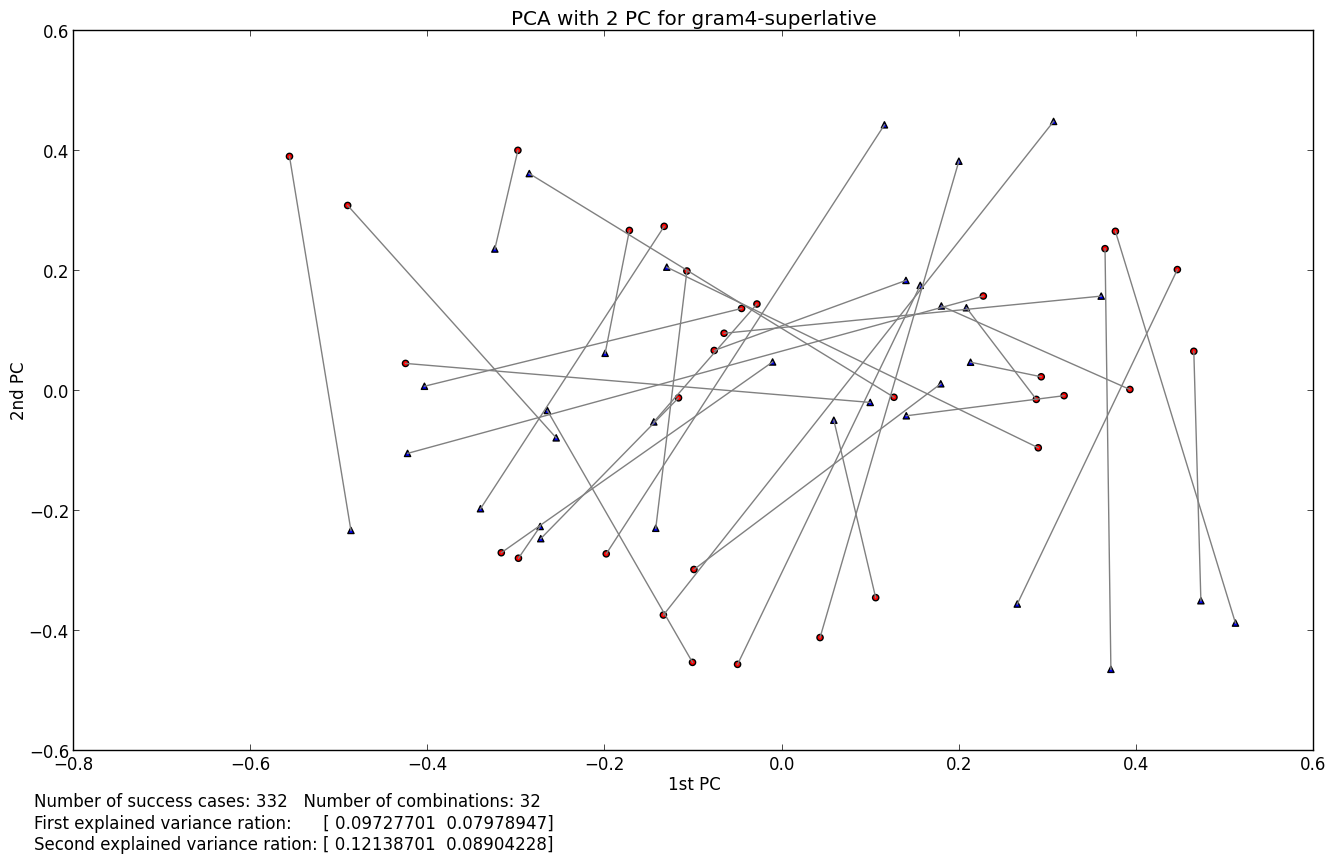 PCA with 2 PC for gram4-superlative
0.6
0.4
0.2
0.0
−0.2
−0.4
−0.6
2nd PC
−0.8 −0.6 −0.4 −0.2 0.0 0.2 0.4 0.6
1st PC
Number of success cases: 332 Number of combinations: 32
First explained variance ration: [ 0.09727701 0.07978947]
Second explained variance ration: [ 0.12138701 0.08904228]